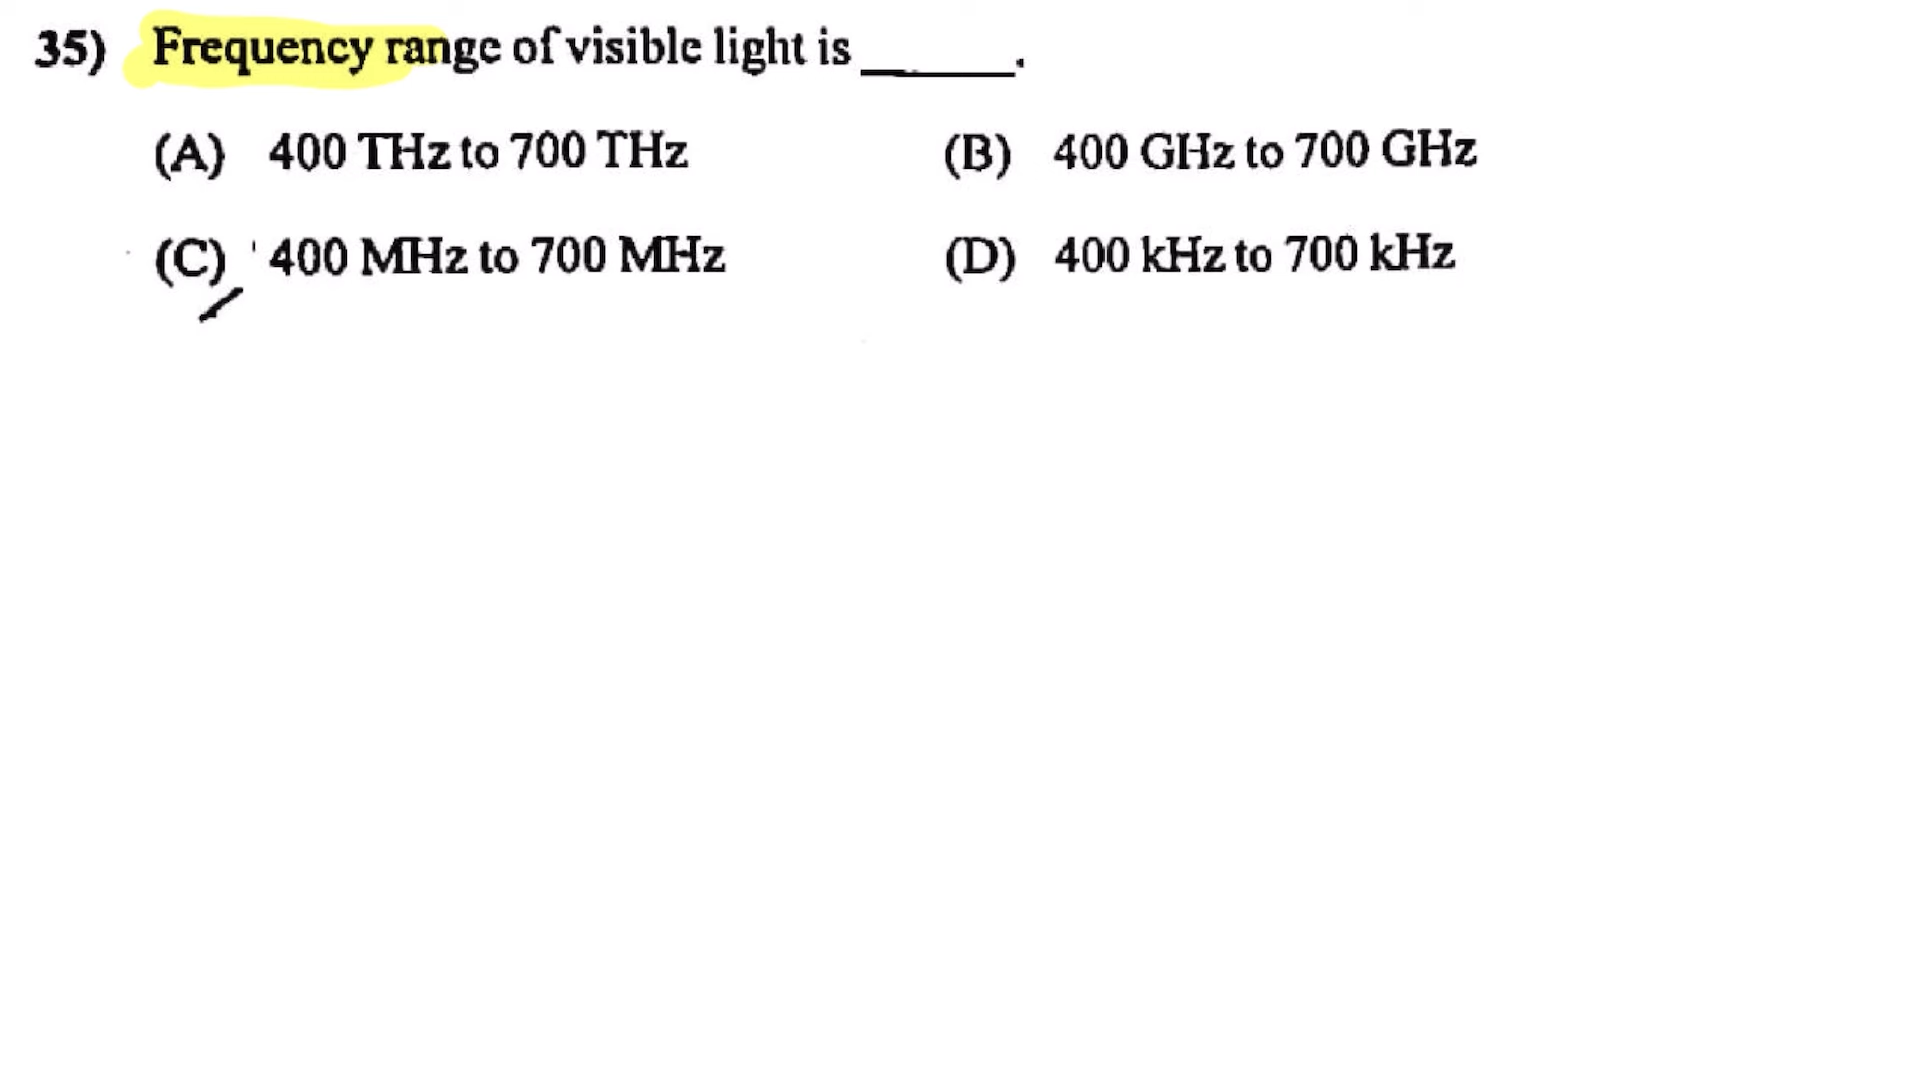 35) Frequency range of visible light is ______.
(A) 400 THz to 700 THz (B) 400 GHz to 700 GHz
(C) 400 MHz to 700 MHz (D) 400 kHz to 700 kHz